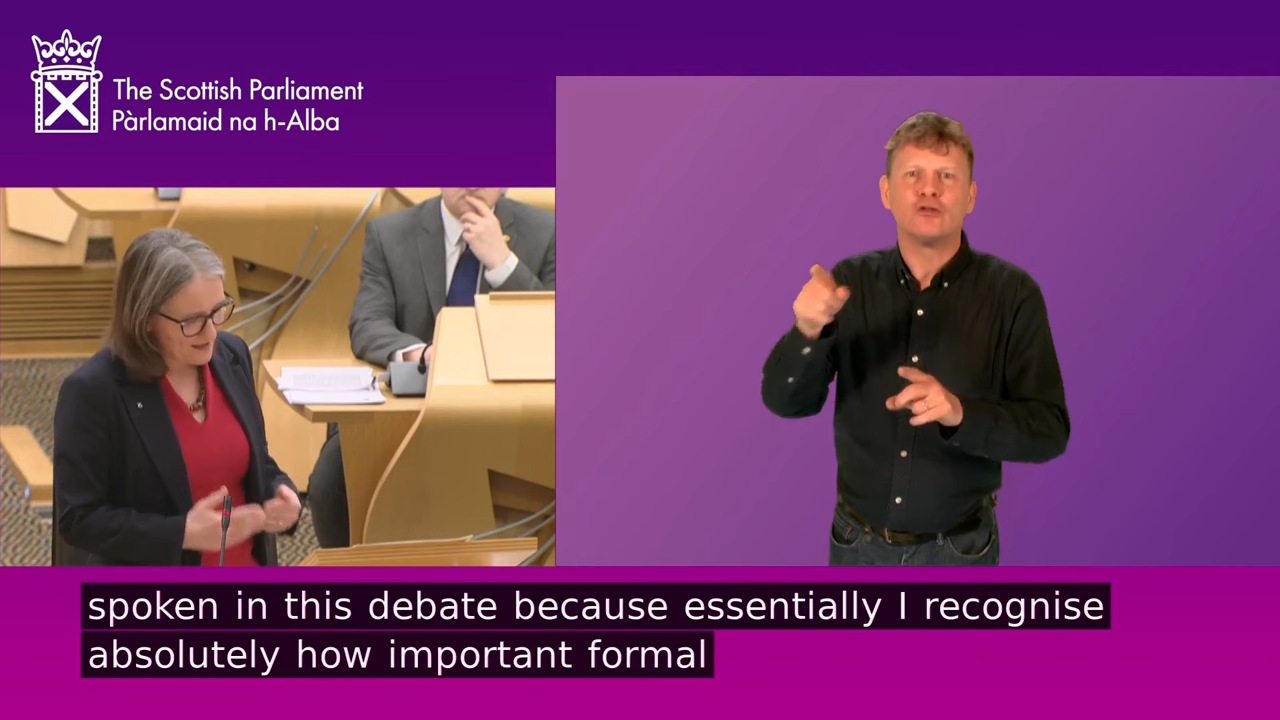 The Scottish Parliament
Pàrlamaid na h-Alba
spoken in this debate because essentially I recognise
absolutely how important formal